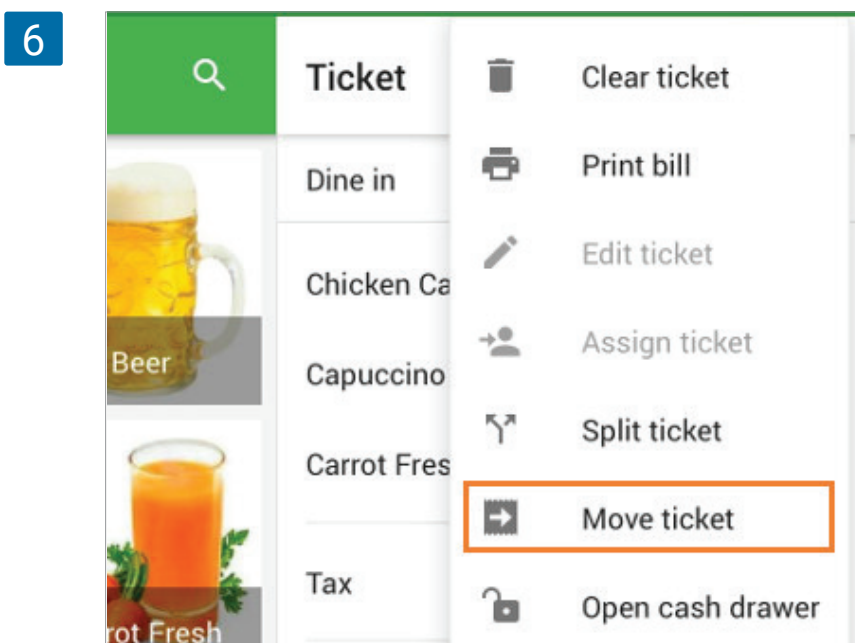 6
Ticket
Clear ticket
Dine in
Print bill
Edit ticket
Chicken Ca
Beer
Assign ticket
Capuccino
Split ticket
Carrot Fres
Move ticket
Tax
Open cash drawer
rot Fresh